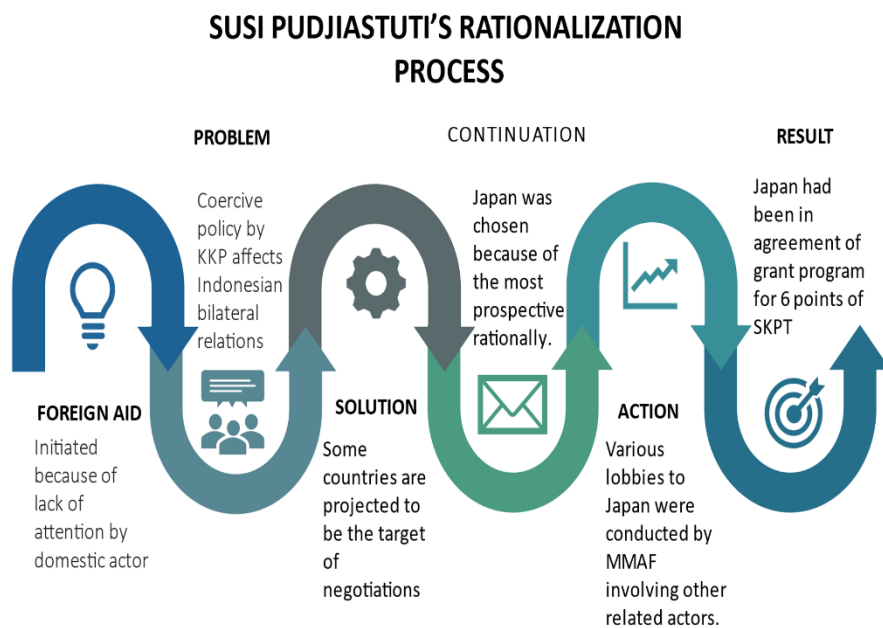 SUSI PUDJIASTUTI'S RATIONALIZATION
PROCESS
FOREIGN AID
Initiated
because of
lack of
attention by
domestic actor
PROBLEM
Coercive
policy by
KKP affects
Indonesian
bilateral
relations
SOLUTION
Some
countries are
projected to
be the target
of
negotiations
CONTINUATION
Japan was
chosen
because of
the most
prospective
rationally.
ACTION
Various
lobbies to
Japan were
conducted by
MMAF
involving other
related actors.
RESULT
Japan had
been in
agreement of
grant program
for 6 points of
SKPT